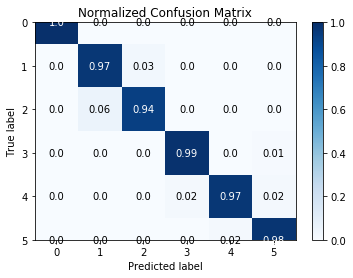 Normalized Confusion Matrix
0 1.0 0.0 0.0 0.0 0.0 0.0 1.0
1 0.0 0.97 0.03 0.0 0.0 0.0 0.8
2 0.0 0.06 0.94 0.0 0.0 0.0 0.6
3 0.0 0.0 0.0 0.99 0.0 0.01 0.4
4 0.0 0.0 0.0 0.02 0.97 0.02 0.2
5 0.0 0.0 0.0 0.0 0.02 0.98 0.0
0 1 2 3 4 5
True label
Predicted label